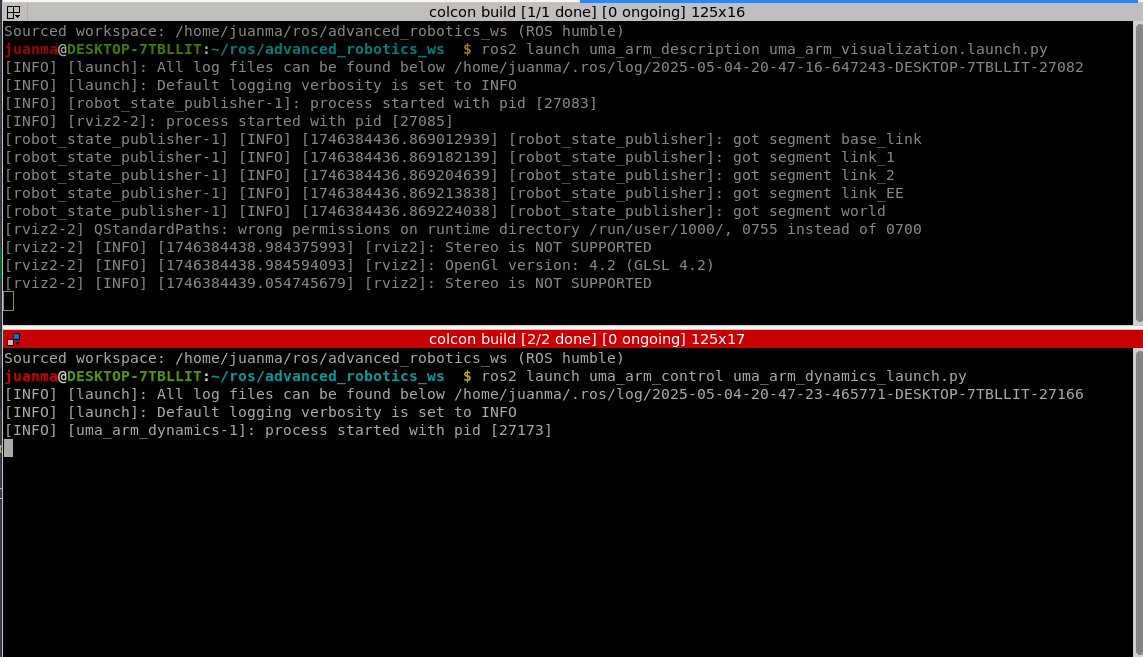 colcon build [1/1 done] [0 ongoing] 125x16
Sourced workspace: /home/juanma/ros/advanced_robotics_ws (ROS humble)
juanma@DESKTOP-7TBLLIT:~/ros/advanced_robotics_ws  $ ros2 launch uma_arm_description uma_arm_visualization.launch.py
[INFO] [launch]: All log files can be found below /home/juanma/.ros/log/2025-05-04-20-47-16-647243-DESKTOP-7TBLLIT-27082
[INFO] [launch]: Default logging verbosity is set to INFO
[INFO] [robot_state_publisher-1]: process started with pid [27083]
[INFO] [rviz2-2]: process started with pid [27085]
[robot_state_publisher-1] [INFO] [1746384436.869012939] [robot_state_publisher]: got segment base_link
[robot_state_publisher-1] [INFO] [1746384436.869182139] [robot_state_publisher]: got segment link_1
[robot_state_publisher-1] [INFO] [1746384436.869204639] [robot_state_publisher]: got segment link_2
[robot_state_publisher-1] [INFO] [1746384436.869213838] [robot_state_publisher]: got segment link_EE
[robot_state_publisher-1] [INFO] [1746384436.869224038] [robot_state_publisher]: got segment world
[rviz2-2] QStandardPaths: wrong permissions on runtime directory /run/user/1000/, 0755 instead of 0700
[rviz2-2] [INFO] [1746384438.984375993] [rviz2]: Stereo is NOT SUPPORTED
[rviz2-2] [INFO] [1746384438.984594093] [rviz2]: OpenGl version: 4.2 (GLSL 4.2)
[rviz2-2] [INFO] [1746384439.054745679] [rviz2]: Stereo is NOT SUPPORTED
colcon build [2/2 done] [0 ongoing] 125x17
Sourced workspace: /home/juanma/ros/advanced_robotics_ws (ROS humble)
juanma@DESKTOP-7TBLLIT:~/ros/advanced_robotics_ws  $ ros2 launch uma_arm_control uma_arm_dynamics_launch.py
[INFO] [launch]: All log files can be found below /home/juanma/.ros/log/2025-05-04-20-47-23-465771-DESKTOP-7TBLLIT-27166
[INFO] [launch]: Default logging verbosity is set to INFO
[INFO] [uma_arm_dynamics-1]: process started with pid [27173]